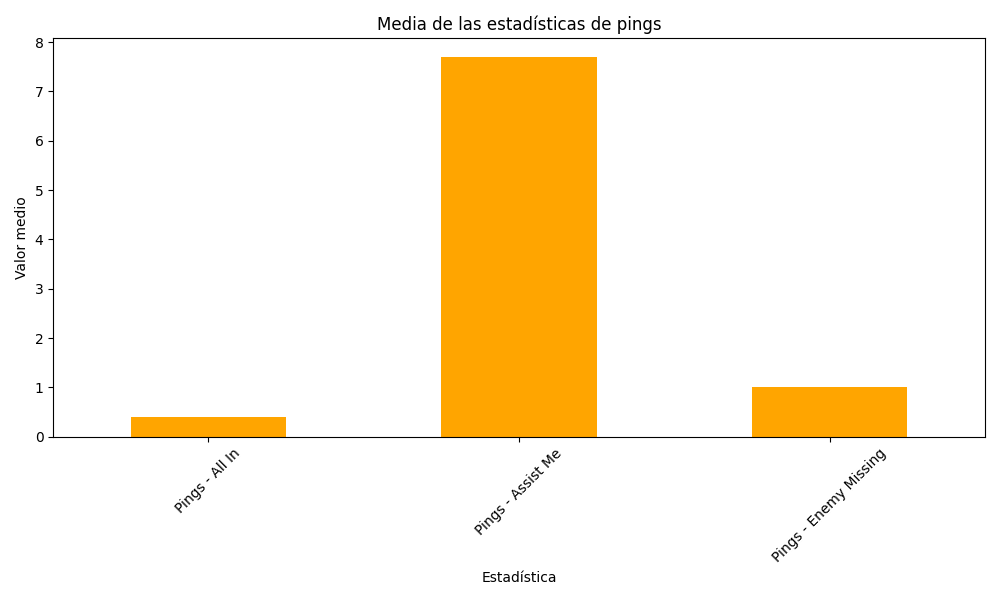 Media de las estadísticas de pings
Valor medio
8
7
6
5
4
3
2
1
0
Pings - All In
Pings - Assist Me
Pings - Enemy Missing
Estadística